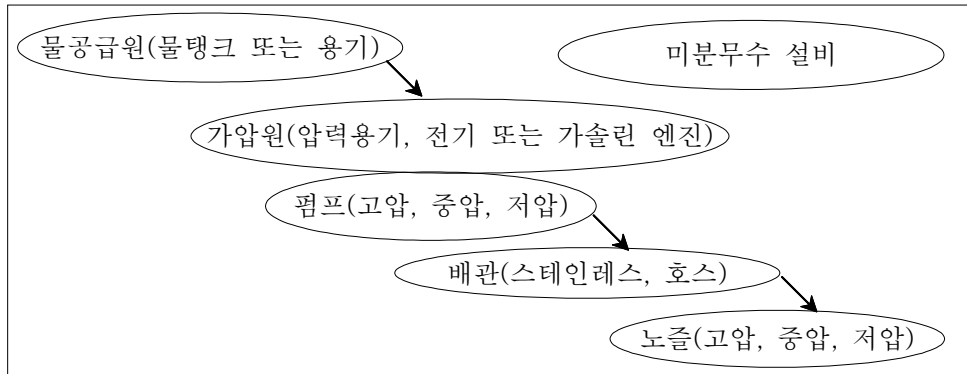 물공급원(물탱크 또는 용기)
미분무수 설비
가압원(압력용기, 전기 또는 가솔린 엔진)
펌프(고압, 중압, 저압)
배관(스테인레스, 호스)
노즐(고압, 중압, 저압)